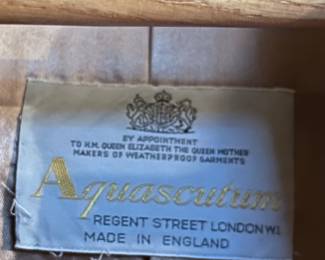 BY APPOINTMENT
TO H.M. QUEEN ELIZABETH THE QUEEN MOTHER
MAKERS OF WEATHERPROOF GARMENTS
Aquascutum
REGENT STREET LONDON W.1.
MADE IN ENGLAND